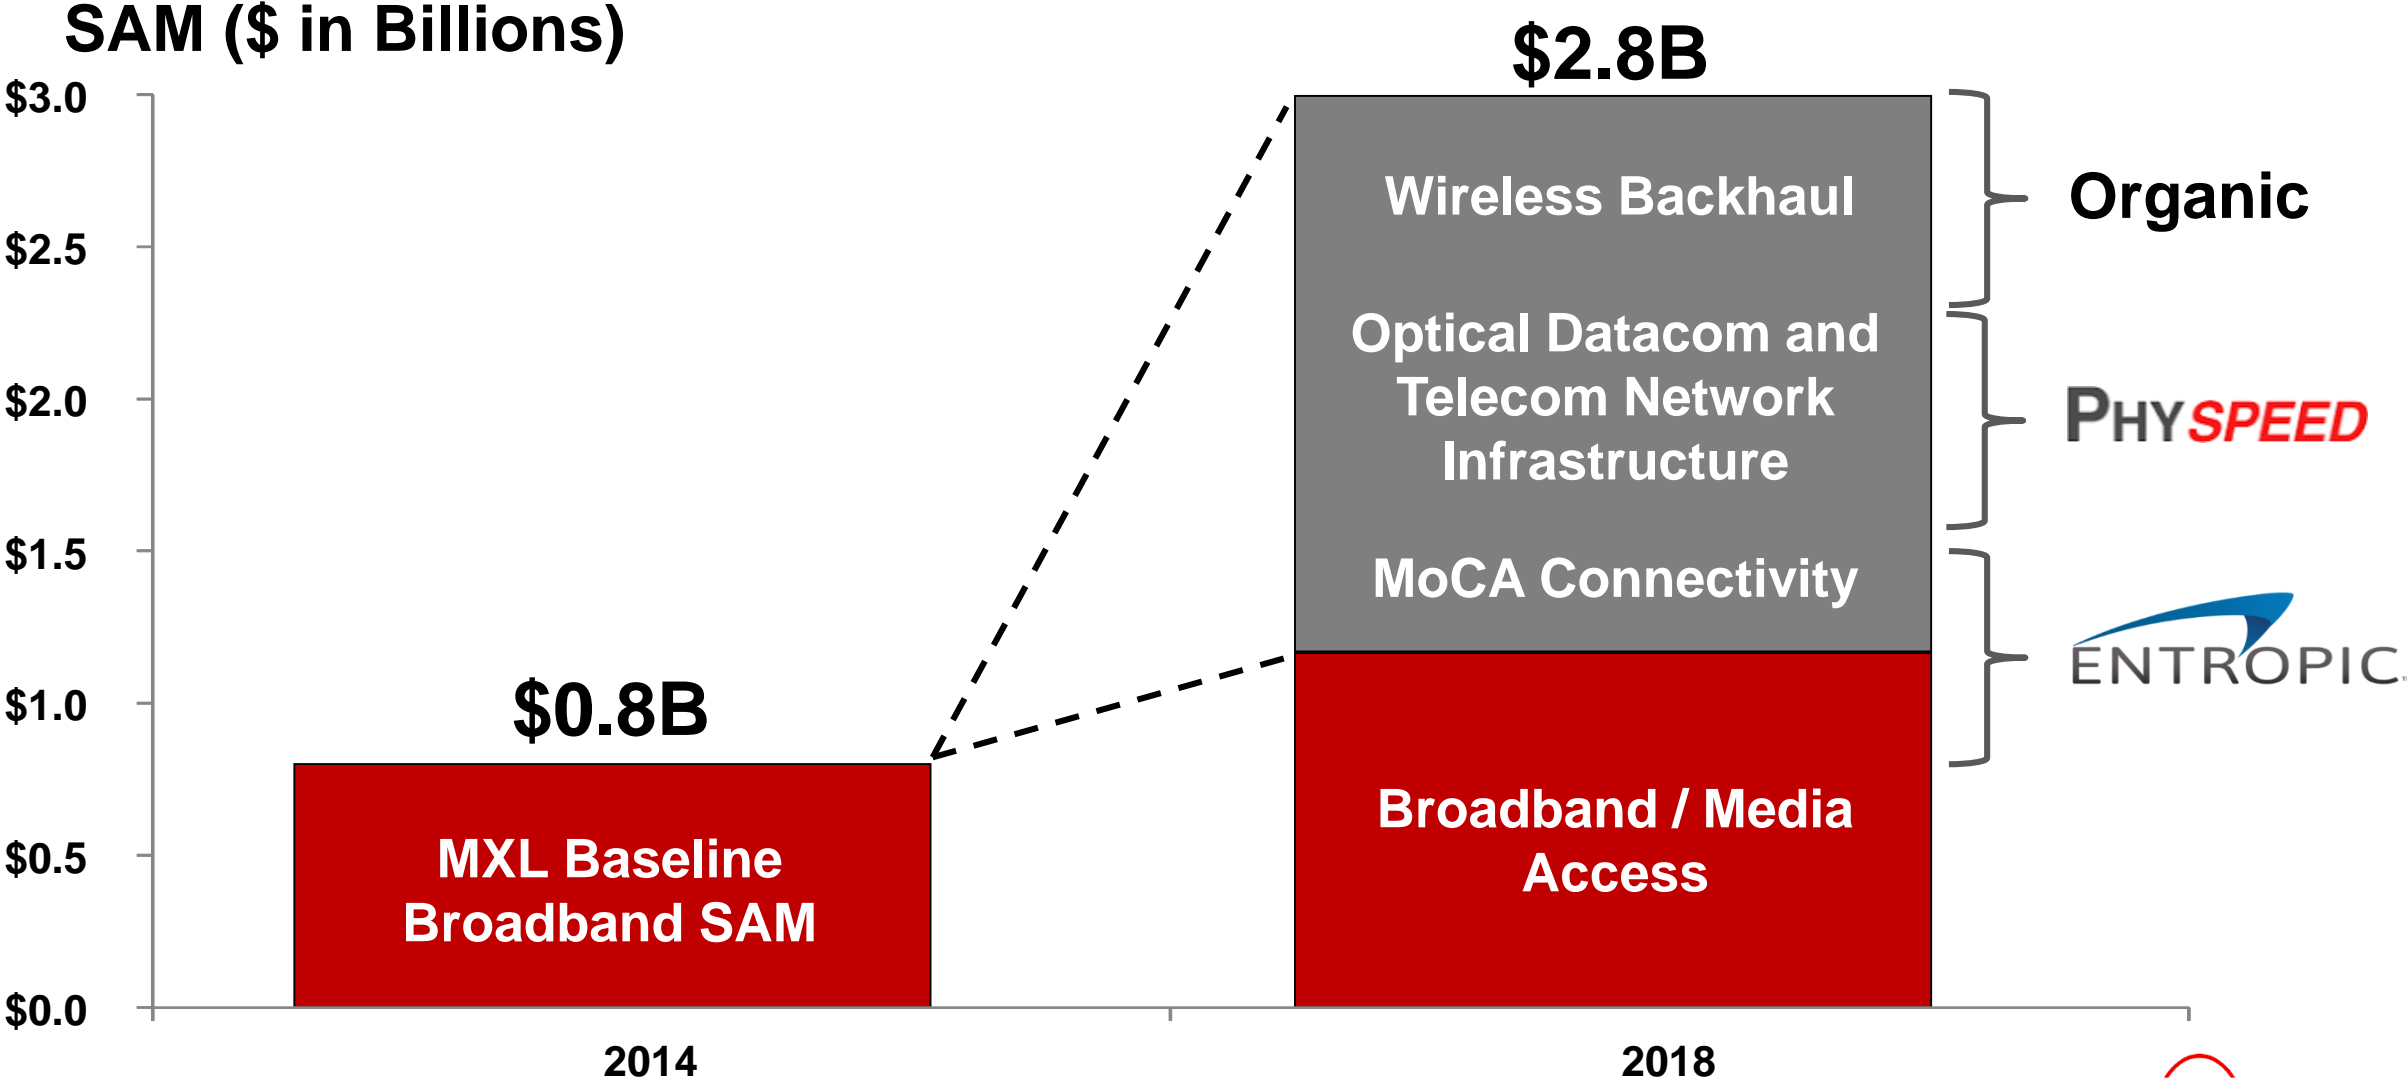 SAM ($ in Billions)
$2.8B
$3.0
$2.5
$2.0
$1.5
$1.0
$0.5
$0.0
Wireless Backhaul
Optical Datacom and
Telecom Network
Infrastructure
MoCA Connectivity
Broadband / Media
Access
$0.8B
MXL Baseline
Broadband SAM
Organic
PHYSPEED
ENTROPIC
2014
2018